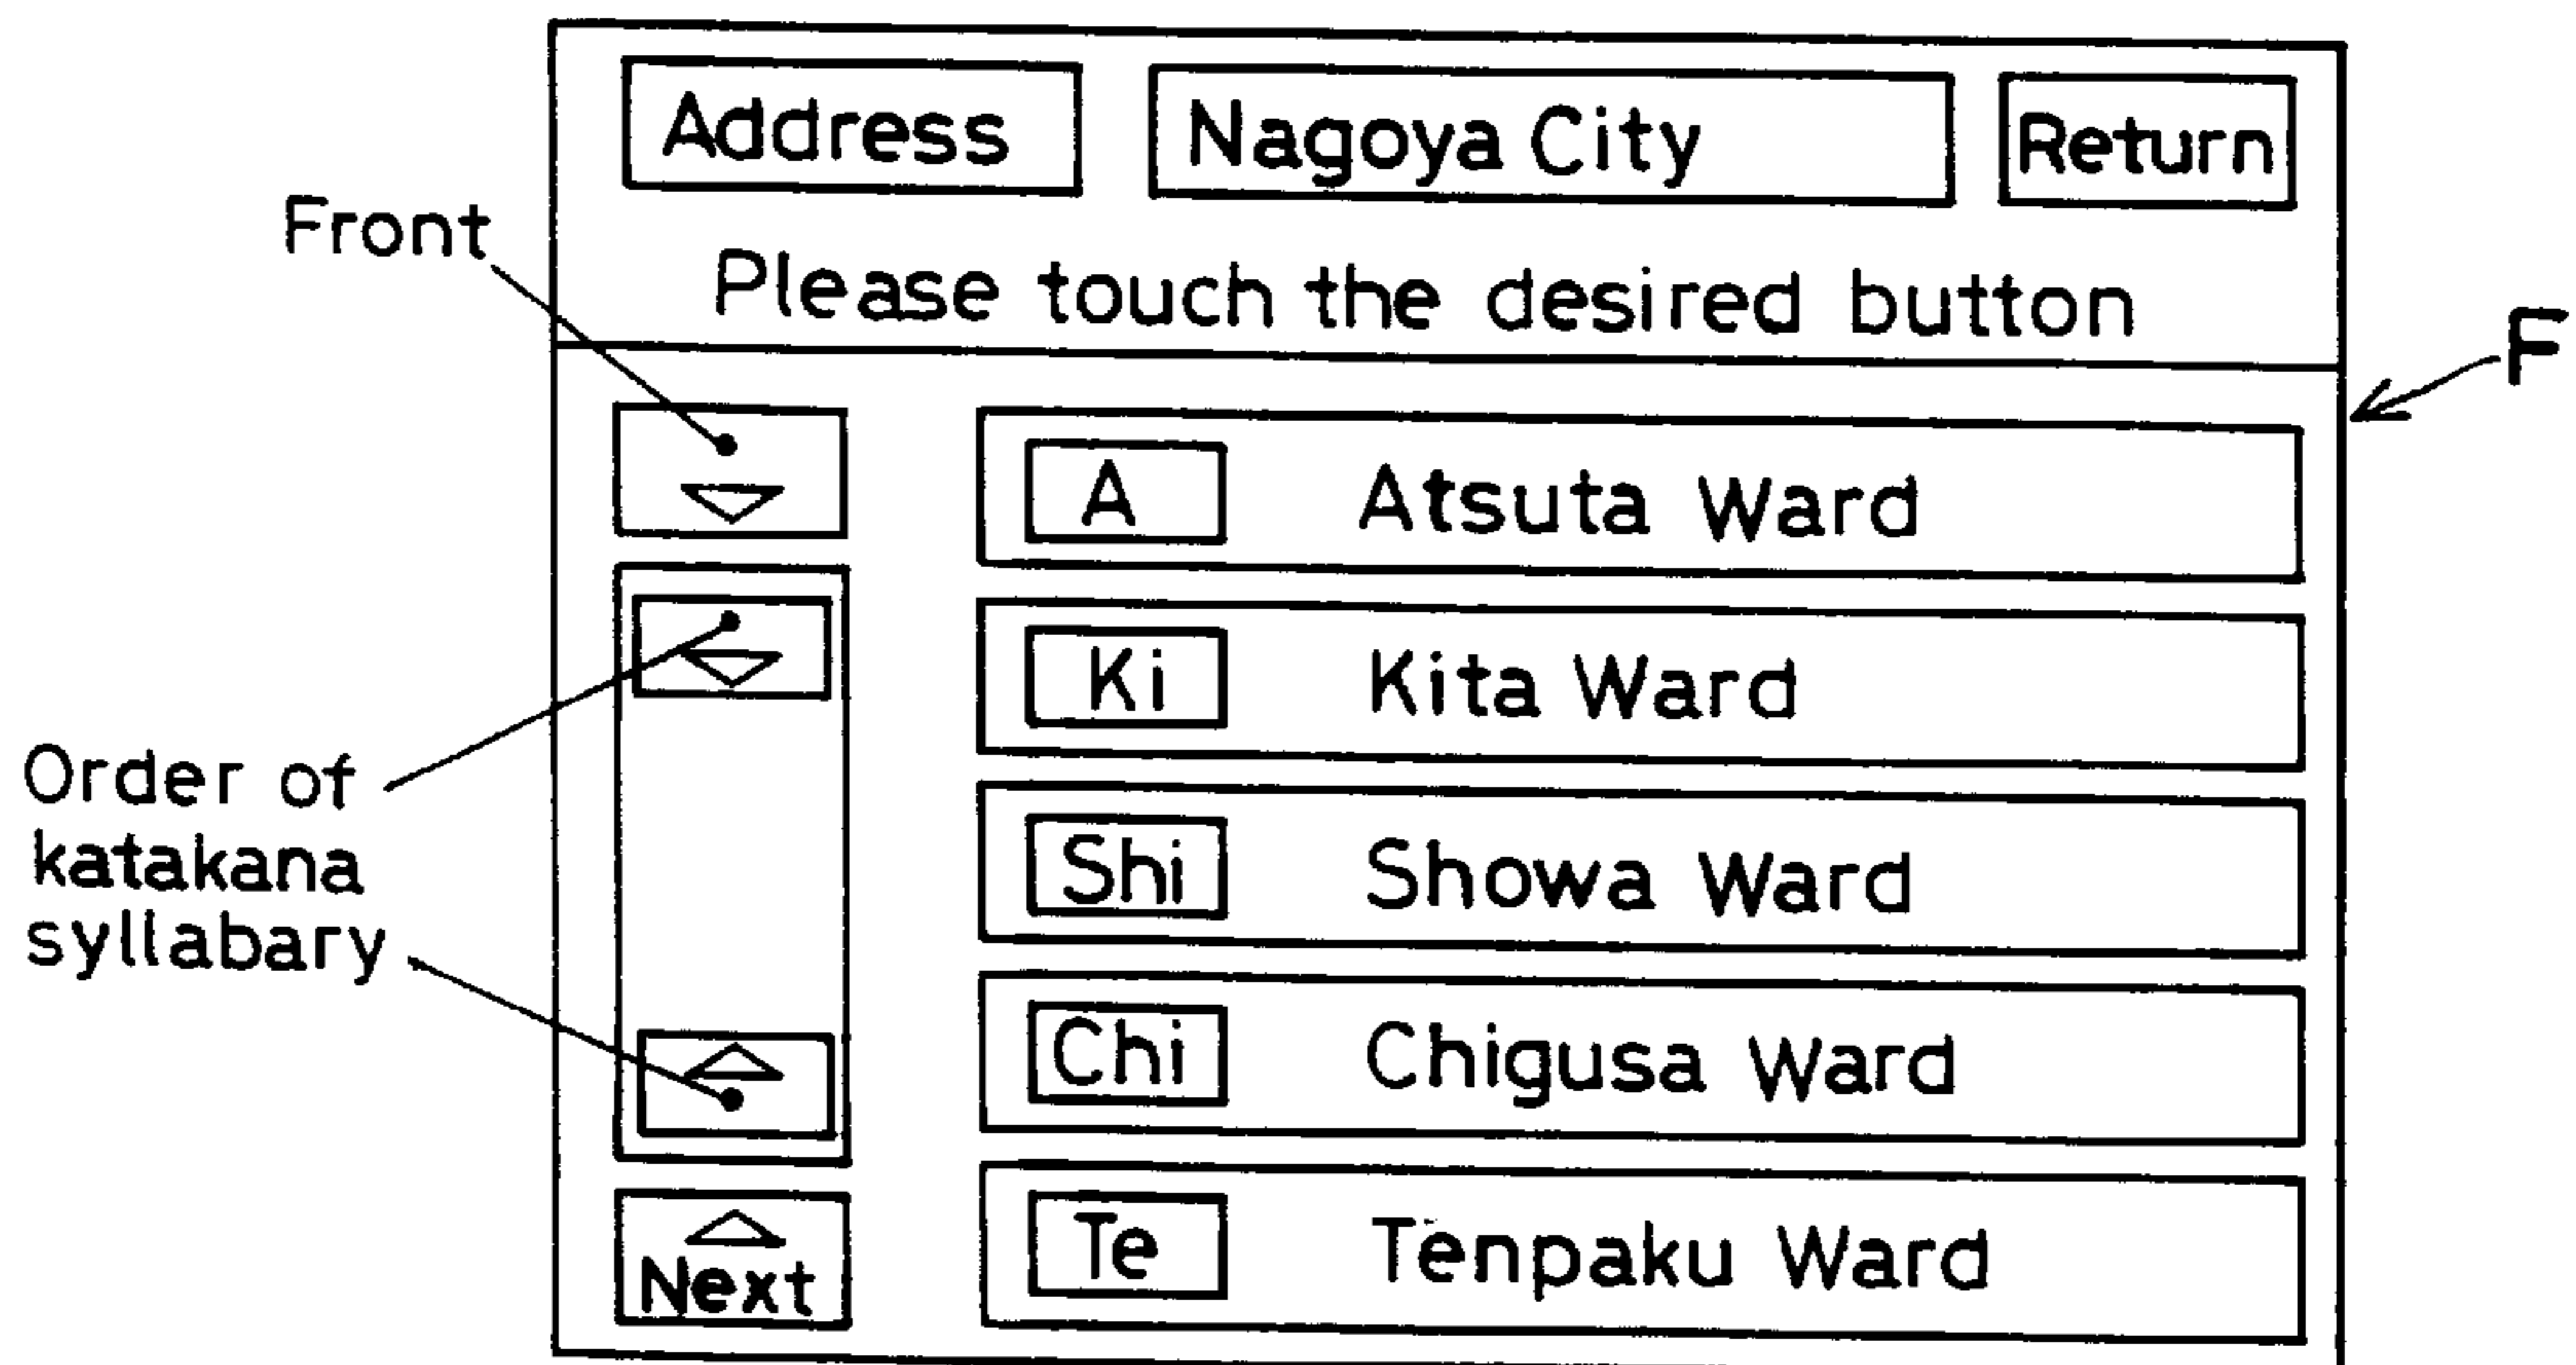 Address Nagoya City Return
Please touch the desired button
Front
F
A Atsuta Ward
Ki Kita Ward
Order of
katakana
syllabary
Shi Showa Ward
Chi Chigusa Ward
Te Tenpaku Ward
Next